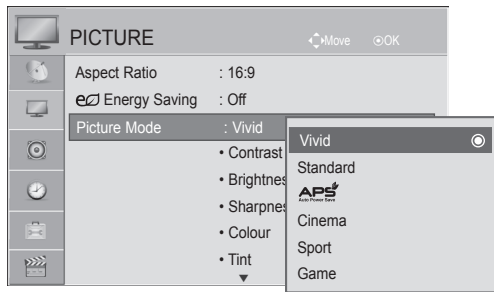 PICTURE
Move
OK
Aspect Ratio : 16:9
Energy Saving : Off
Picture Mode : Vivid
• Contrast
• Brightnes
• Sharpnes
• Colour
• Tint
Vivid
Standard
APS
Auto Power Save
Cinema
Sport
Game